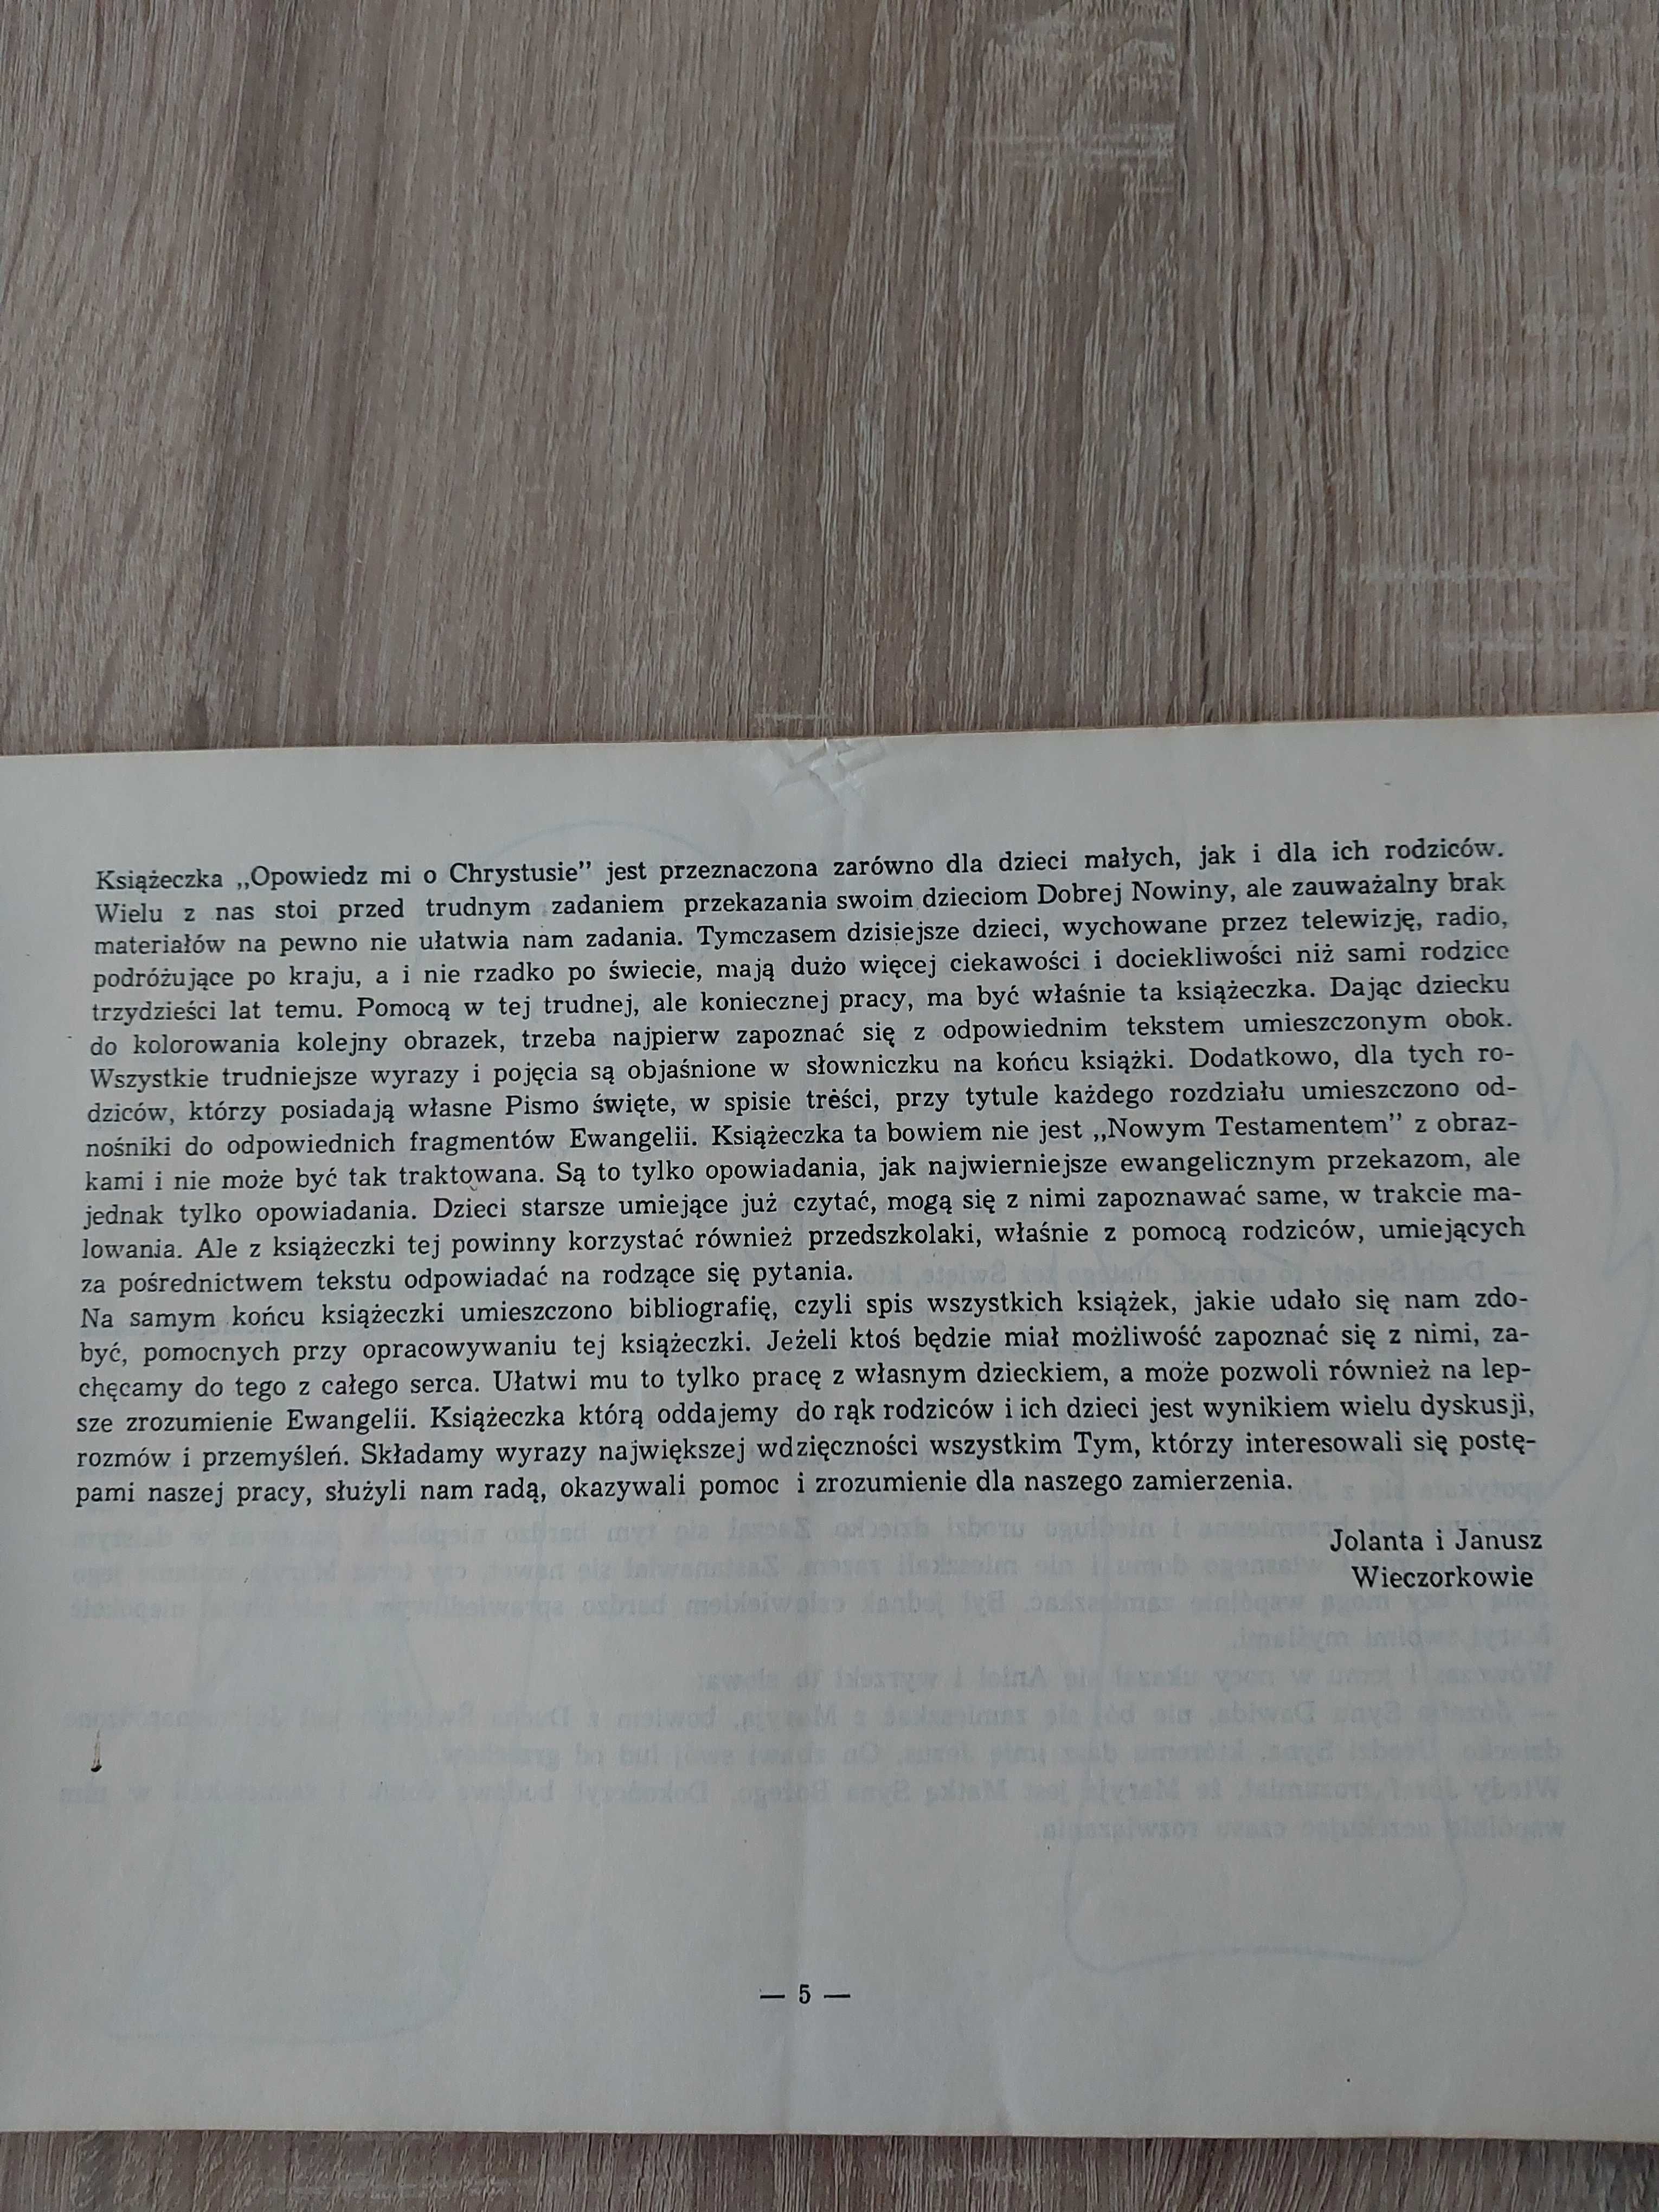 Książeczka „Opowiedz mi o Chrystusie” jest przeznaczona zarówno dla dzieci małych, jak i dla ich rodziców.
Wielu z nas stoi przed trudnym zadaniem przekazania swoim dzieciom Dobrej Nowiny, ale zauważalny brak
materiałów na pewno nie ułatwia nam zadania. Tymczasem dzisiejsze dzieci, wychowane przez telewizję, radio,
podróżujące po kraju, a i nie rzadko po świecie, mają dużo więcej ciekawości i dociekliwości niż sami rodzice
trzydzieści lat temu. Pomocą w tej trudnej, ale koniecznej pracy, ma być właśnie ta książeczka. Dając dziecku
do kolorowania kolejny obrazek, trzeba najpierw zapoznać się z odpowiednim tekstem umieszczonym obok.
Wszystkie trudniejsze wyrazy i pojęcia są objaśnione w słowniczku na końcu książki. Dodatkowo, dla tych ro-
dziców, którzy posiadają własne Pismo święte, w spisie treści, przy tytule każdego rozdziału umieszczono od-
nośniki do odpowiednich fragmentów Ewangelii. Książeczka ta bowiem nie jest „Nowym Testamentem” z obraz-
kami i nie może być tak traktowana. Są to tylko opowiadania, jak najwierniejsze ewangelicznym przekazom, ale
jednak tylko opowiadania. Dzieci starsze umiejące już czytać, mogą się z nimi zapoznawać same, w trakcie ma-
lowania. Ale z książeczki tej powinny korzystać również przedszkolaki, właśnie z pomocą rodziców, umiejących
za pośrednictwem tekstu odpowiadać na rodzące się pytania.
Na samym końcu książeczki umieszczono bibliografię, czyli spis wszystkich książek, jakie udało się nam zdo-
być, pomocnych przy opracowywaniu tej książeczki. Jeżeli ktoś będzie miał możliwość zapoznać się z nimi, za-
chęcamy do tego z całego serca. Ułatwi mu to tylko pracę z własnym dzieckiem, a może pozwoli również na lep-
sze zrozumienie Ewangelii. Książeczka którą oddajemy do rąk rodziców i ich dzieci jest wynikiem wielu dyskusji,
rozmów i przemyśleń. Składamy wyrazy największej wdzięczności wszystkim Tym, którzy interesowali się postę-
pami naszej pracy, służyli nam radą, okazywali pomoc i zrozumienie dla naszego zamierzenia.
Jolanta i Janusz
Wieczorkowie
— 5 —